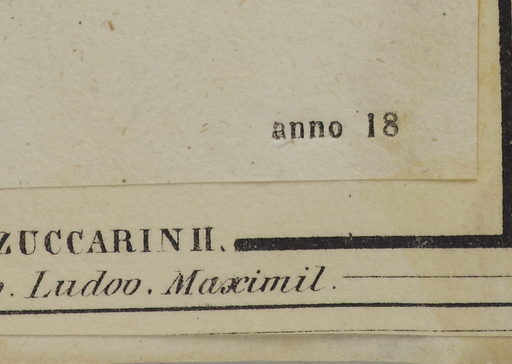 anno 18
ZUCCARINII.
Ludov. Maximil.